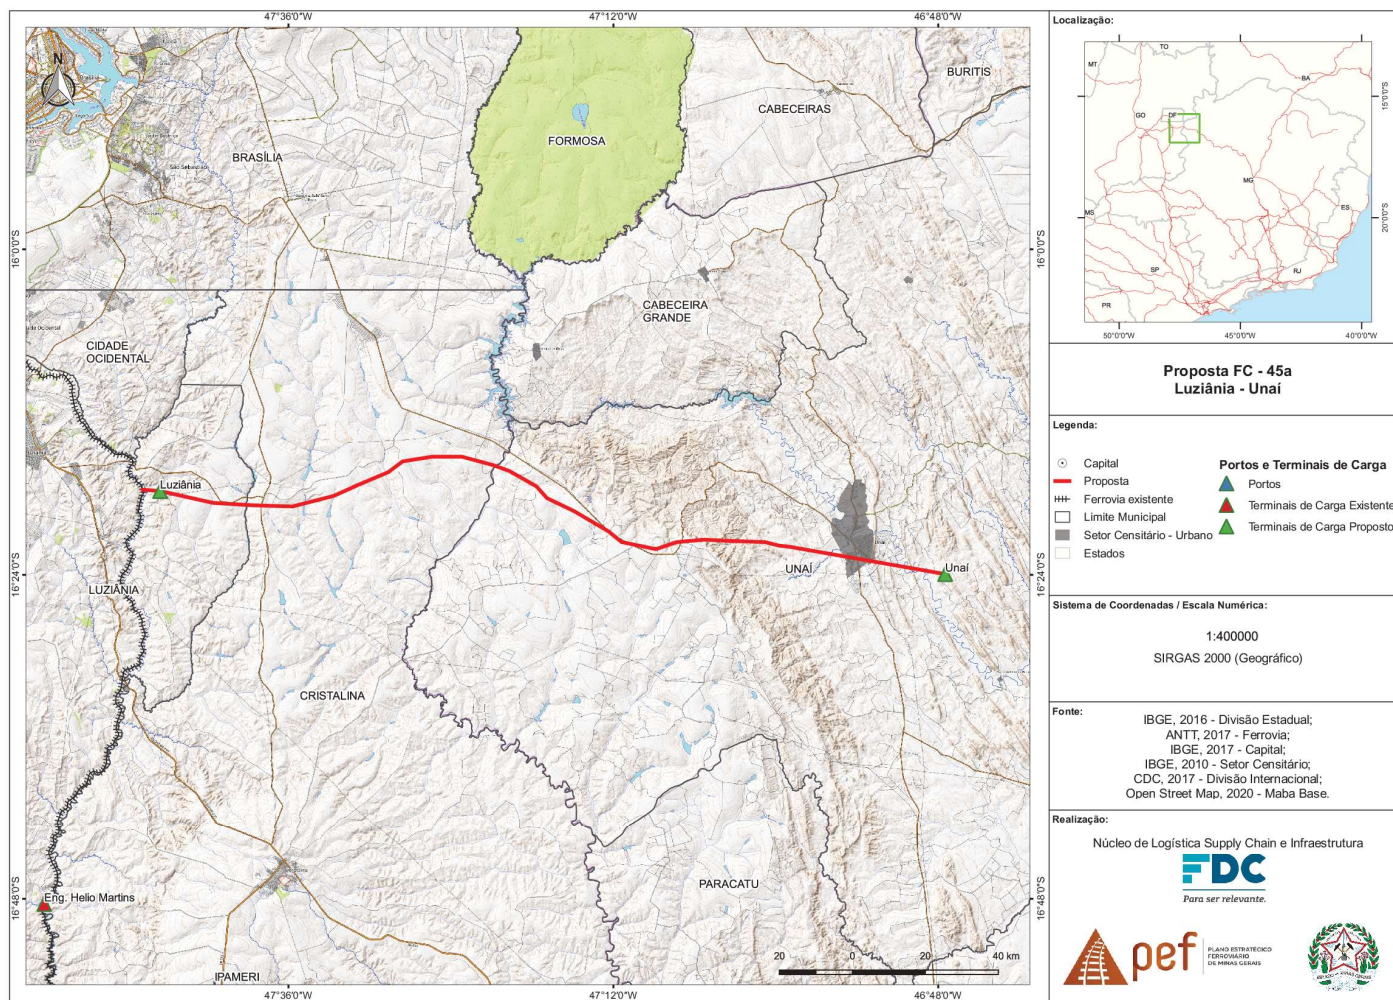 47°36'0"W
47°12'0"W
46°48'0"W
N
BURITIS
CABECEIRAS
FORMOSA
BRASÍLIA
São Sebastião
16°0'0"S
16°0'0"S
CABECEIRA
GRANDE
CIDADE
OCIDENTAL
Luziânia
16°24'0"S
LUZIÂNIA
UNAÍ
Unaí
16°24'0"S
CRISTALINA
PARACATU
16°48'0"S
Eng. Helio Martins
16°48'0"S
IPAMERI
20 0 20 40 km
47°36'0"W
47°12'0"W
46°48'0"W
Localização:
TO
MT
BA
GO
DF
MG
MS
ES
SP
RJ
PR
15°0'0"S
20°0'0"S
50°0'0"W
45°0'0"W
40°0'0"W
Proposta FC - 45a
Luziânia - Unaí
Legenda:
Capital
Proposta
Ferrovia existente
Limite Municipal
Setor Censitário - Urbano
Estados
Portos e Terminais de Carga
Portos
Terminais de Carga Existente
Terminais de Carga Proposto
Sistema de Coordenadas / Escala Numérica:
1:400000
SIRGAS 2000 (Geográfico)
Fonte:
IBGE, 2016 - Divisão Estadual;
ANTT, 2017 - Ferrovia;
IBGE, 2017 - Capital;
IBGE, 2010 - Setor Censitário;
CDC, 2017 - Divisão Internacional;
Open Street Map, 2020 - Maba Base.
Realização:
Núcleo de Logística Supply Chain e Infraestrutura
FDC
Para ser relevante.
pef
PLANO ESTRATÉGICO
FERROVIÁRIO
DE MINAS GERAIS